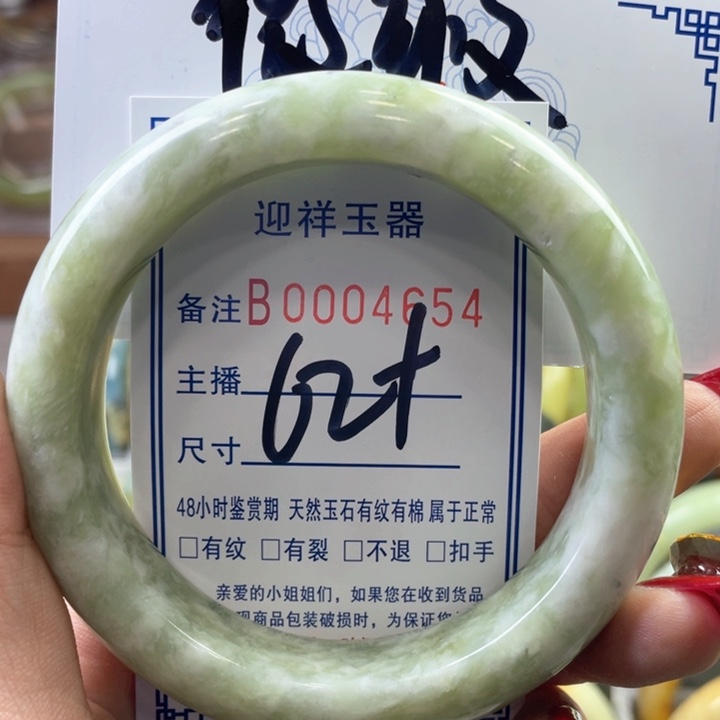 迎祥玉器
备注B0004654
主播
尺寸
62+
48小时鉴赏期 天然玉石有纹有棉 属于正常
□有纹 □有裂 □不退 □扣手
亲爱的小姐姐们，如果您在收到货品
现商品包装破损时，为保证您